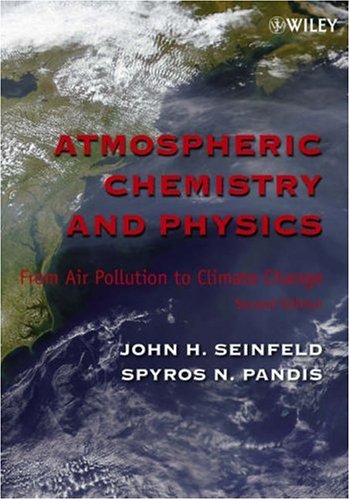 WILEY
ATMOSPHERIC
CHEMISTRY
AND PHYSICS
From Air Pollution to Climate Change
Second Edition
JOHN H. SEINFELD
SPYROS N. PANDIS